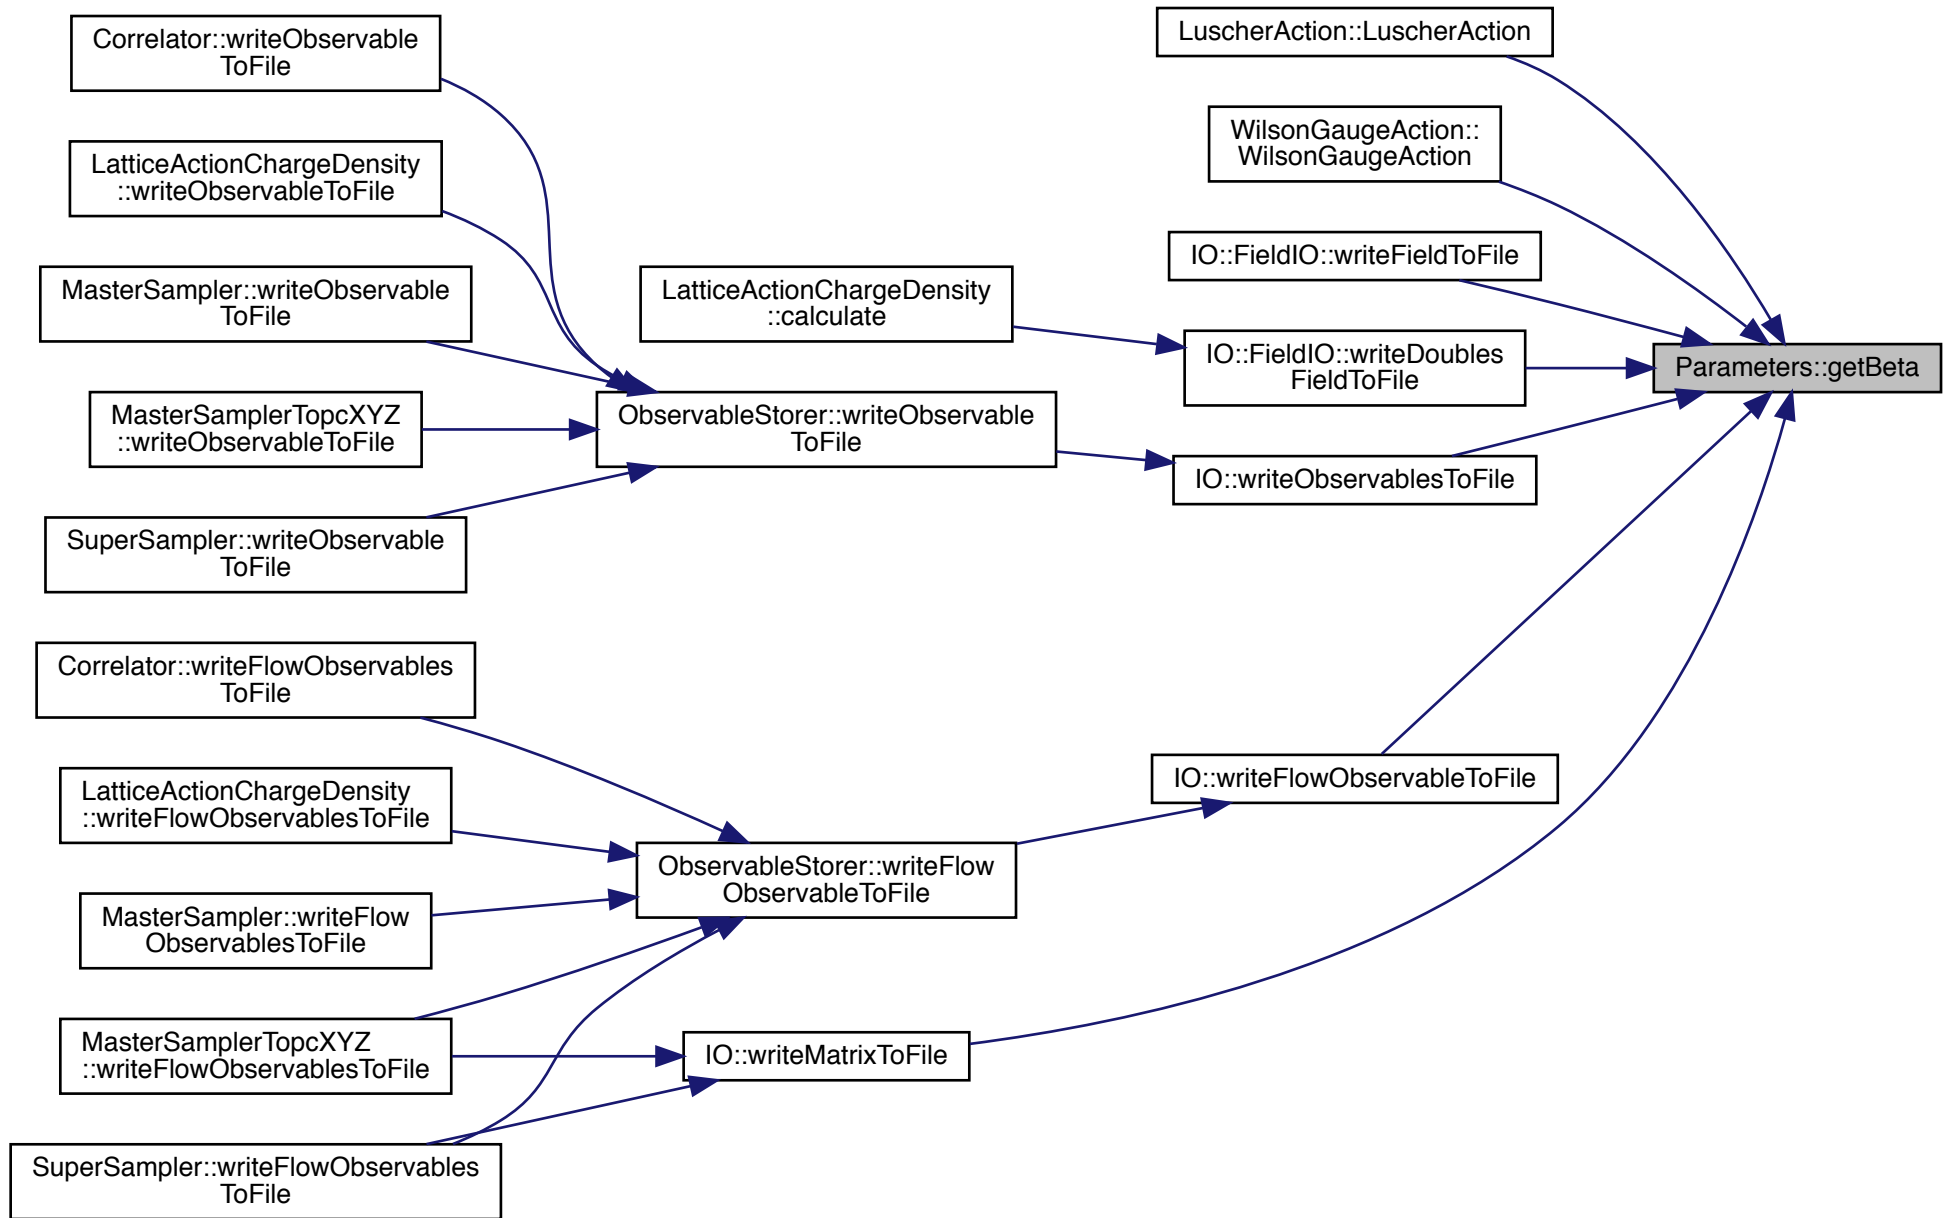 Correlator::writeObservable
ToFile
LatticeActionChargeDensity
::writeObservableToFile
MasterSampler::writeObservable
ToFile
MasterSamplerTopcXYZ
::writeObservableToFile
SuperSampler::writeObservable
ToFile
Correlator::writeFlowObservables
ToFile
LatticeActionChargeDensity
::writeFlowObservablesToFile
MasterSampler::writeFlow
ObservablesToFile
MasterSamplerTopcXYZ
::writeFlowObservablesToFile
SuperSampler::writeFlowObservables
ToFile
LatticeActionChargeDensity
::calculate
ObservableStorer::writeObservable
ToFile
ObservableStorer::writeFlow
ObservableToFile
IO::writeMatrixToFile
LuscherAction::LuscherAction
WilsonGaugeAction::
WilsonGaugeAction
IO::FieldIO::writeFieldToFile
IO::FieldIO::writeDoubles
FieldToFile
IO::writeObservablesToFile
IO::writeFlowObservableToFile
Parameters::getBeta